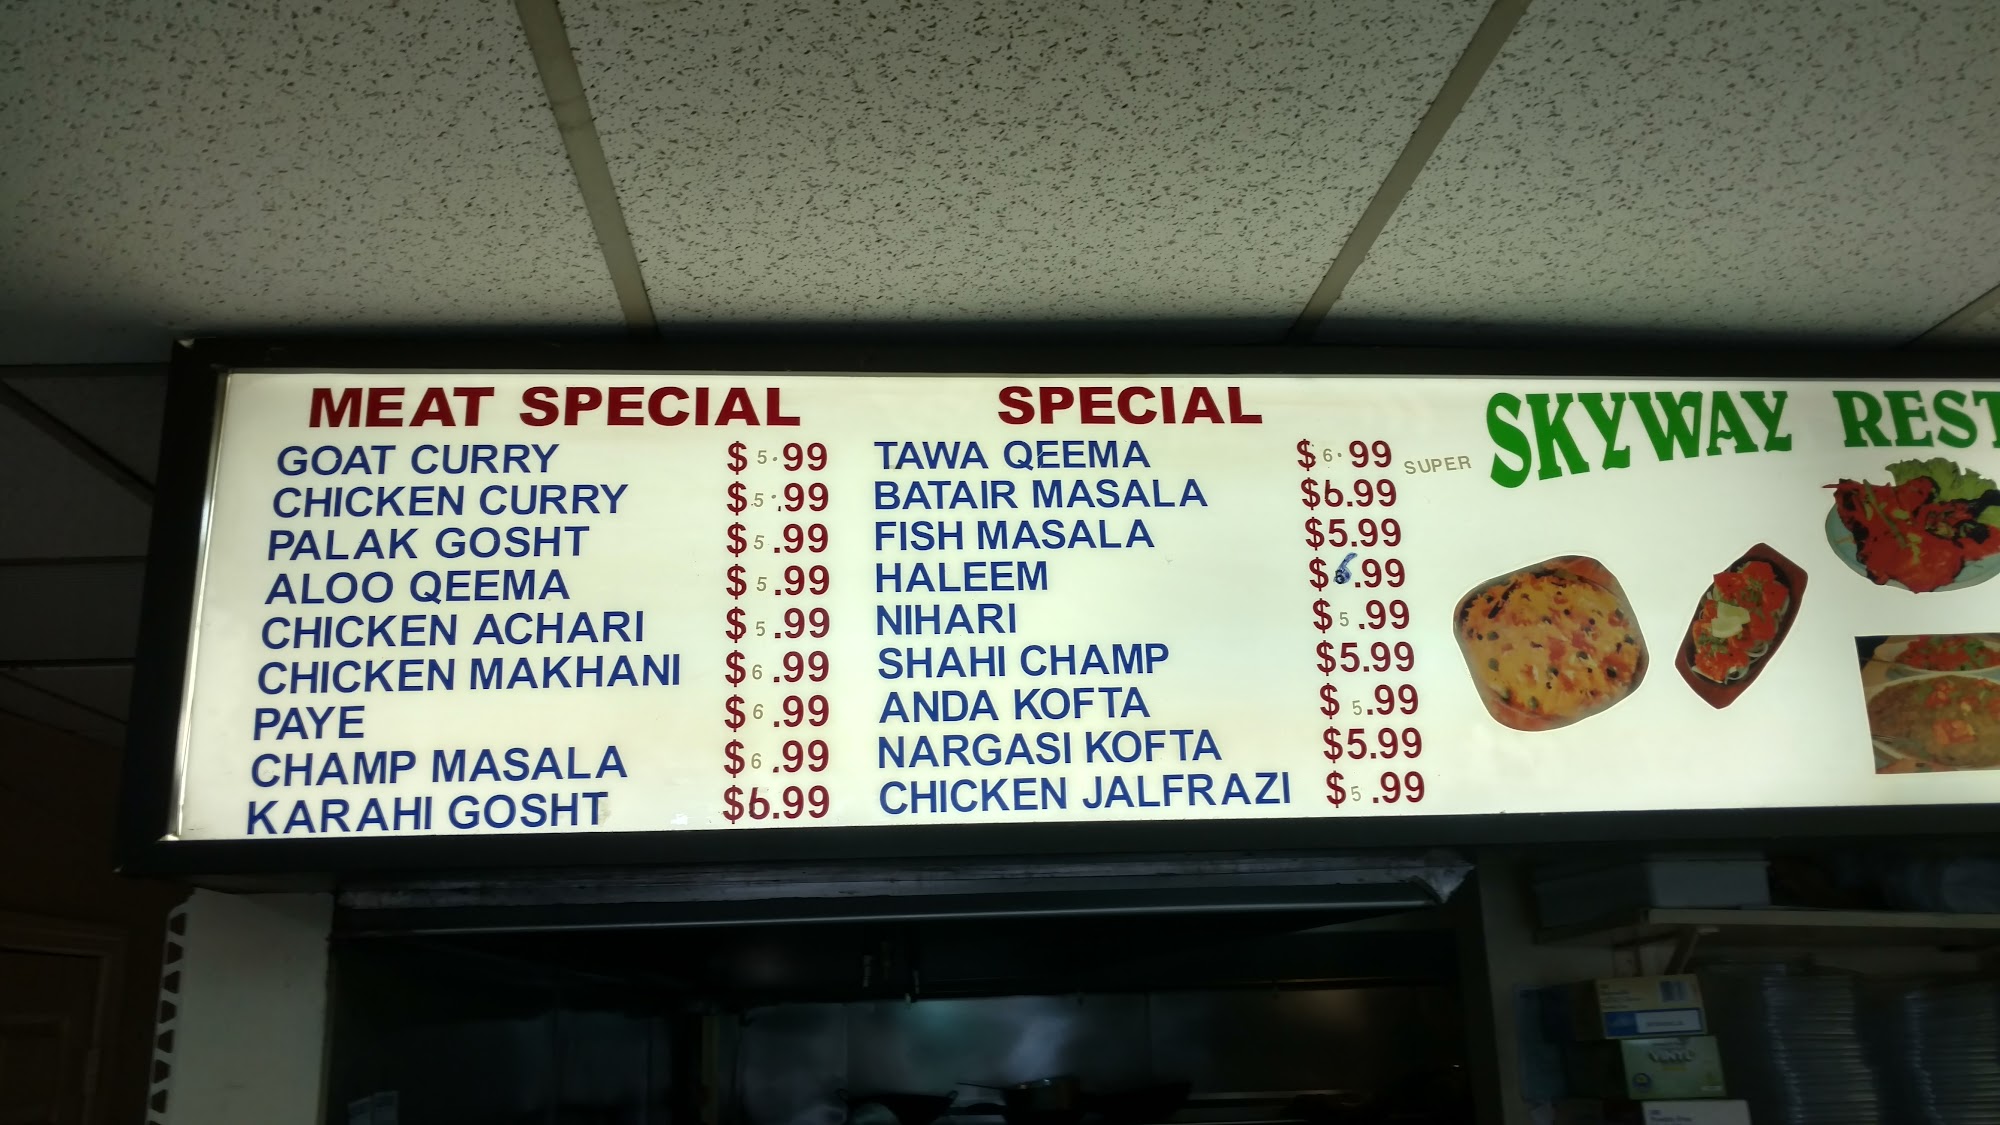 MEAT SPECIAL
GOAT CURRY $5.99
CHICKEN CURRY $5.99
PALAK GOSHT $5.99
ALOO QEEMA $5.99
CHICKEN ACHARI $5.99
CHICKEN MAKHANI $6.99
PAYE $6.99
CHAMP MASALA $6.99
KARAHI GOSHT $6.99
SPECIAL
TAWA QEEMA $6.99
BATAIR MASALA $6.99
FISH MASALA $5.99
HALEEM $6.99
NIHARI $5.99
SHAHI CHAMP $5.99
ANDA KOFTA $5.99
NARGASI KOFTA $5.99
CHICKEN JALFRAZI $5.99
SUPER
SKYWAY REST